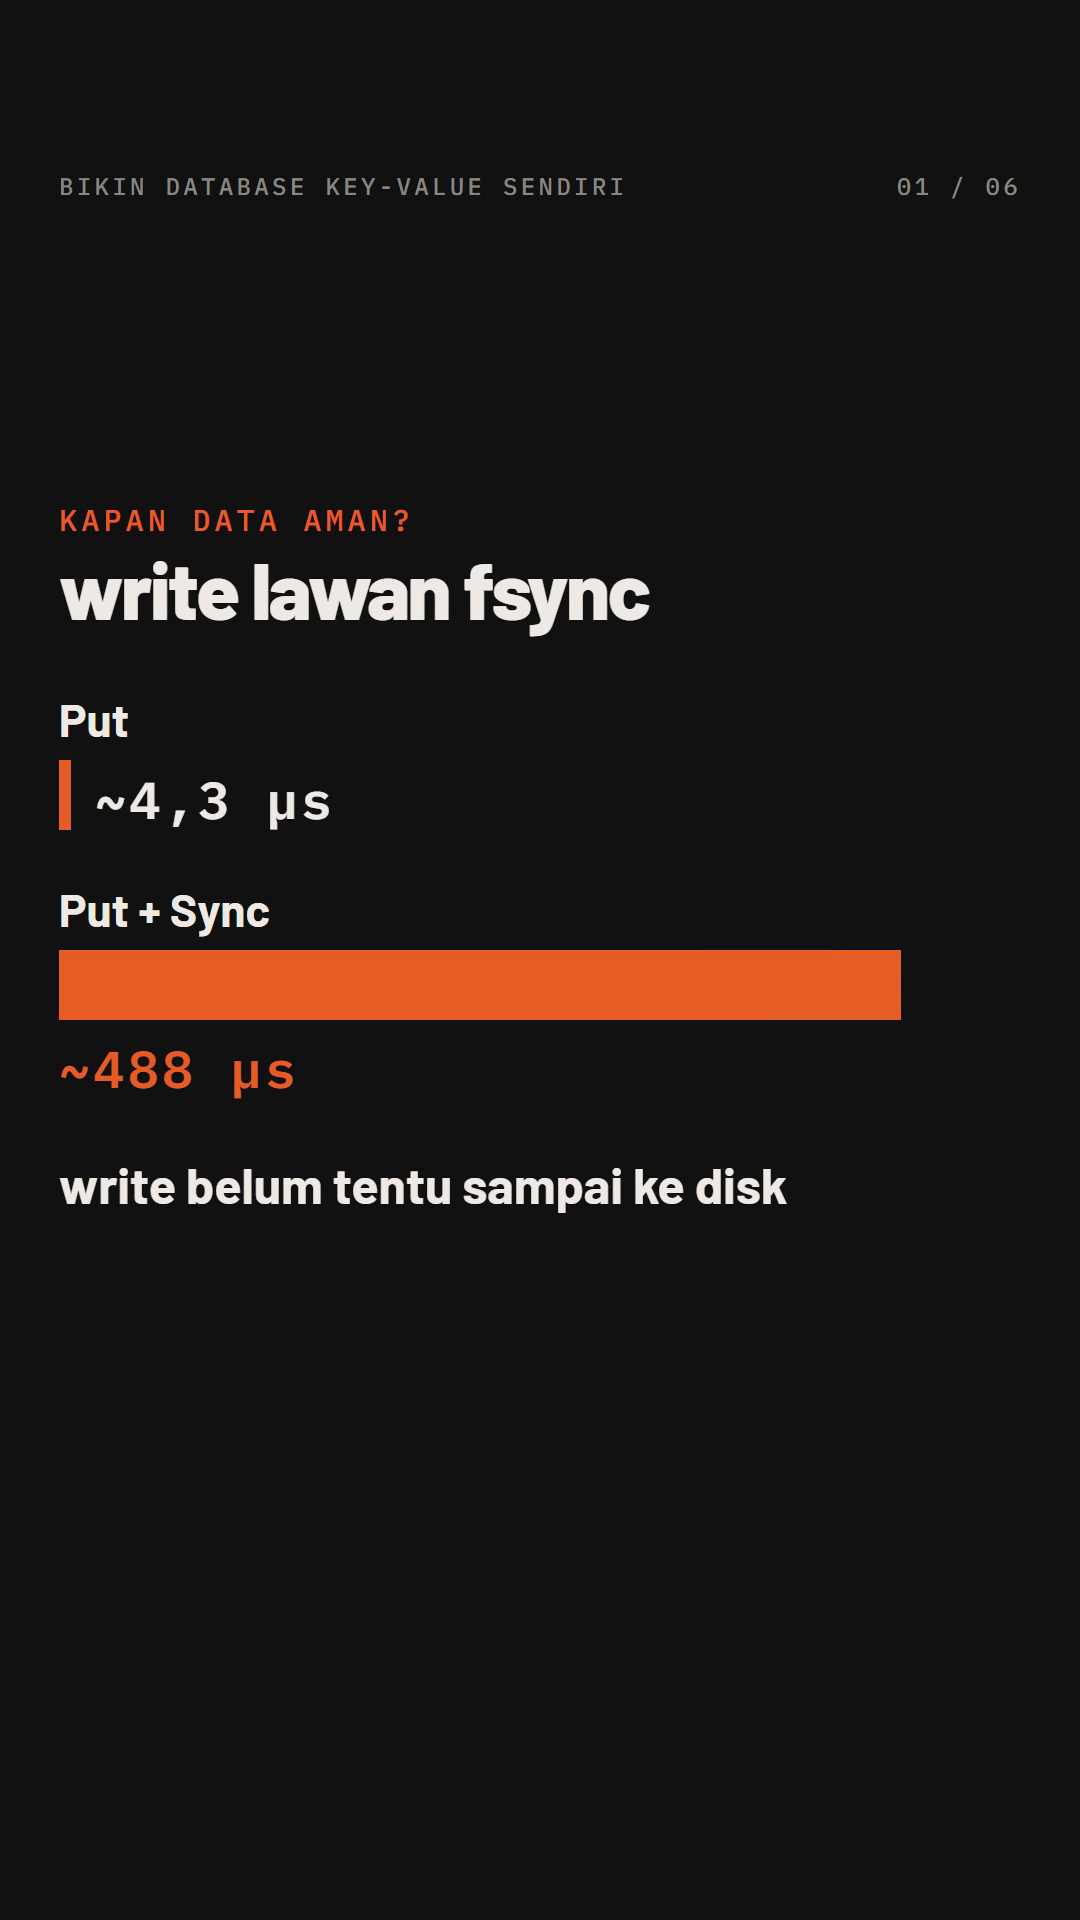 BIKIN DATABASE KEY-VALUE SENDIRI
01 / 06
KAPAN DATA AMAN?
write lawan fsync
Put
~4,3 µs
Put + Sync
~488 µs
write belum tentu sampai ke disk